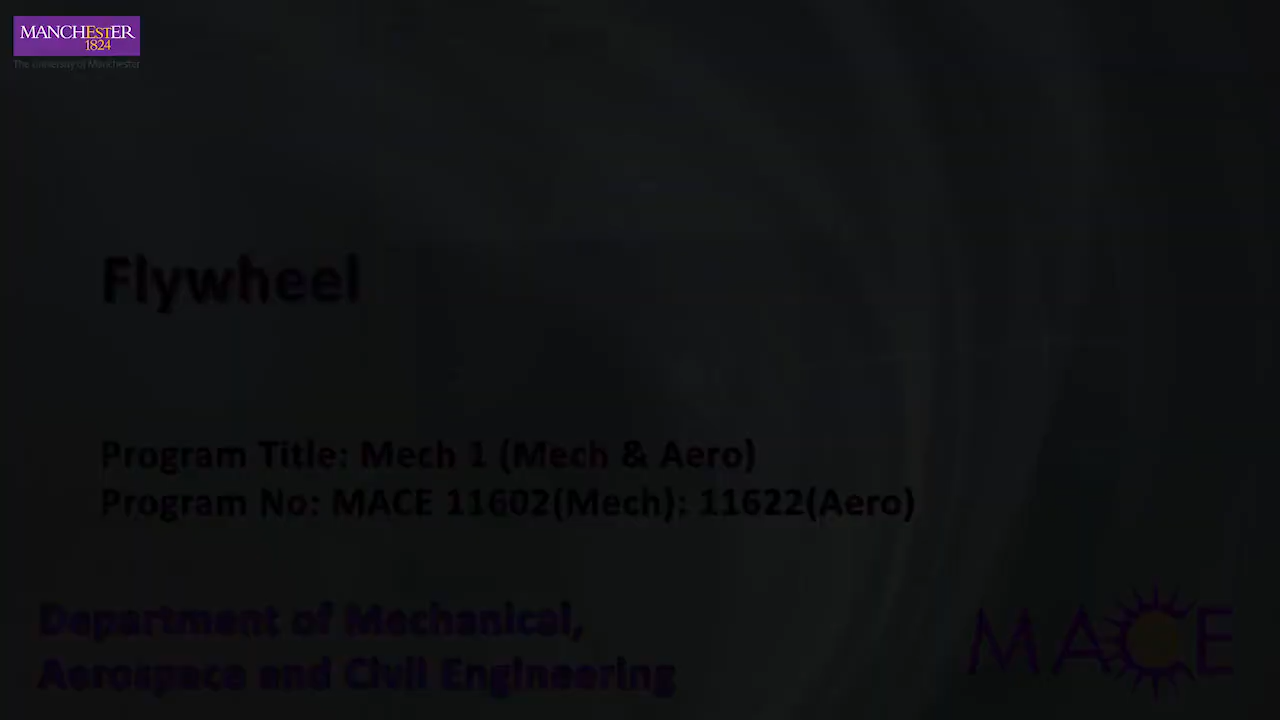 MANCHESTER
1824
The University of Manchester
Flywheel
Program Title: Mech 1 (Mech & Aero)
Program No: MACE 11602(Mech): 11622(Aero)
Department of Mechanical,
Aerospace and Civil Engineering
MACE